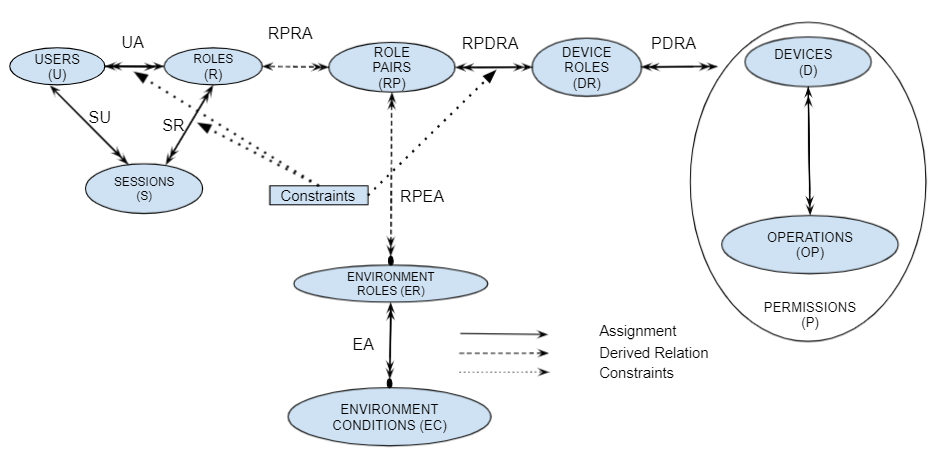 UA
RPRA
RPDRA
PDRA
USERS
(U)
ROLES
(R)
ROLE
PAIRS
(RP)
DEVICE
ROLES
(DR)
DEVICES
(D)
SU
SR
SESSIONS
(S)
Constraints
RPEA
OPERATIONS
(OP)
ENVIRONMENT
ROLES (ER)
PERMISSIONS
(P)
EA
Assignment
Derived Relation
Constraints
ENVIRONMENT
CONDITIONS (EC)